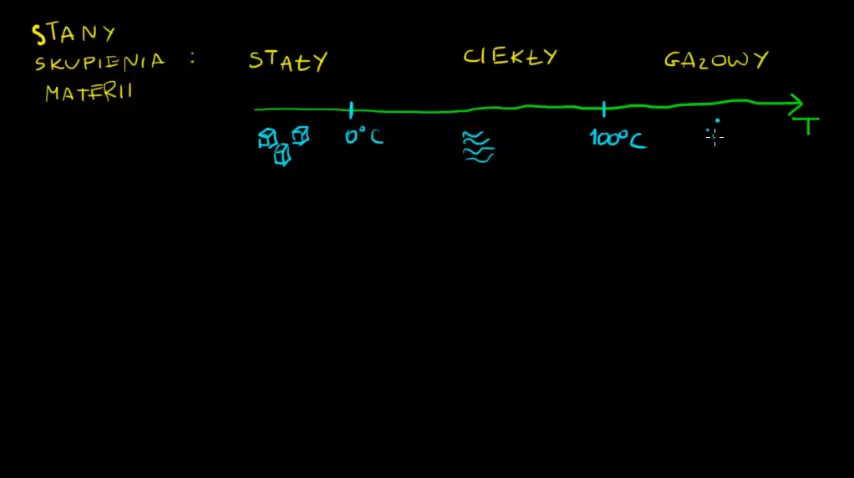 STANY
SKUPIENIA : STAŁY CIEKŁY GAZOWY
MATERII
T
0°C 100°C